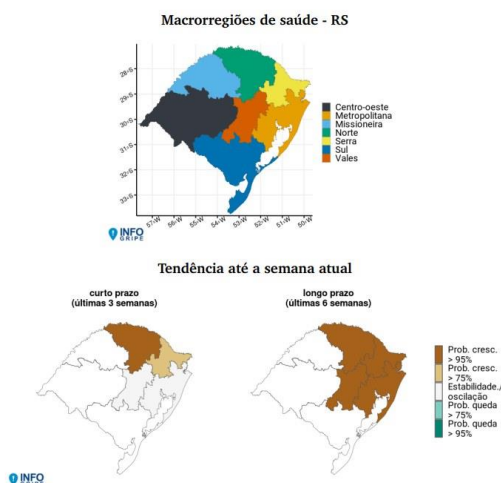 Macrorregiões de saúde - RS
28°S
29°S
30°S
31°S
32°S
33°S
57°W 56°W 55°W 54°W 53°W 52°W 51°W 50°W
Centro-oeste
Metropolitana
Missioneira
Norte
Serra
Sul
Vales
INFO
GRIPE
Tendência até a semana atual
curto prazo
(últimas 3 semanas)
longo prazo
(últimas 6 semanas)
Prob. cresc.
> 95%
Prob. cresc.
> 75%
Estabilidade./
oscilação
Prob. queda
> 75%
Prob. queda
> 95%
INFO